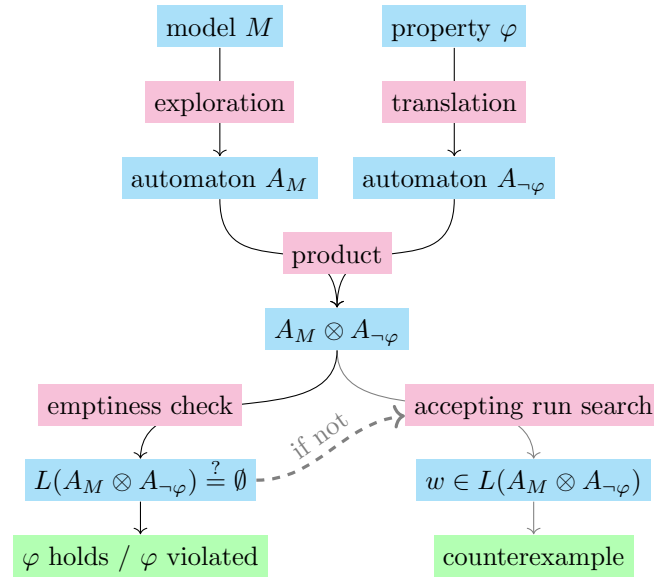 model M
property φ
exploration
translation
automaton A_M
automaton A_{¬φ}
product
A_M ⊗ A_{¬φ}
emptiness check
if not
accepting run search
L(A_M ⊗ A_{¬φ}) ≟ ∅
w ∈ L(A_M ⊗ A_{¬φ})
φ holds / φ violated
counterexample